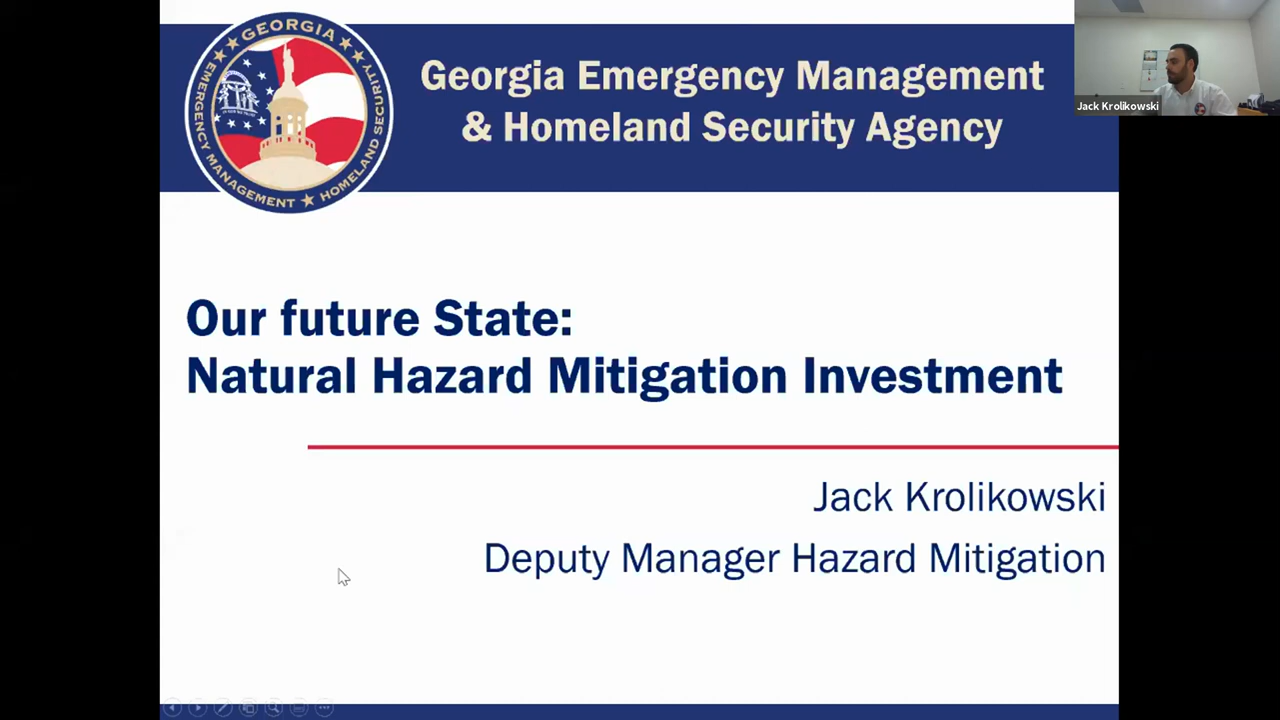 GEORGIA
EMERGENCY MANAGEMENT ★ HOMELAND SECURITY
Georgia Emergency Management
& Homeland Security Agency
Jack Krolikowski
Our future State:
Natural Hazard Mitigation Investment
Jack Krolikowski
Deputy Manager Hazard Mitigation